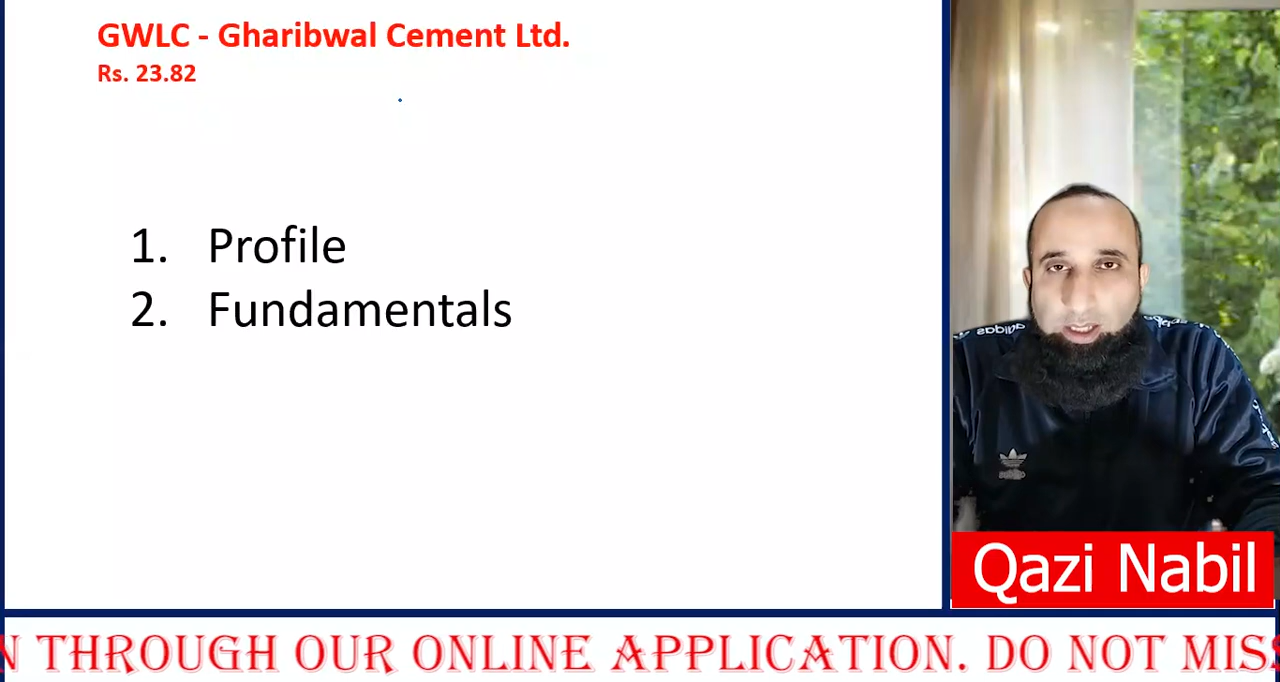 GWLC - Gharibwal Cement Ltd.
Rs. 23.82
1. Profile
2. Fundamentals
adidas
Qazi Nabil
THROUGH OUR ONLINE APPLICATION. DO NOT